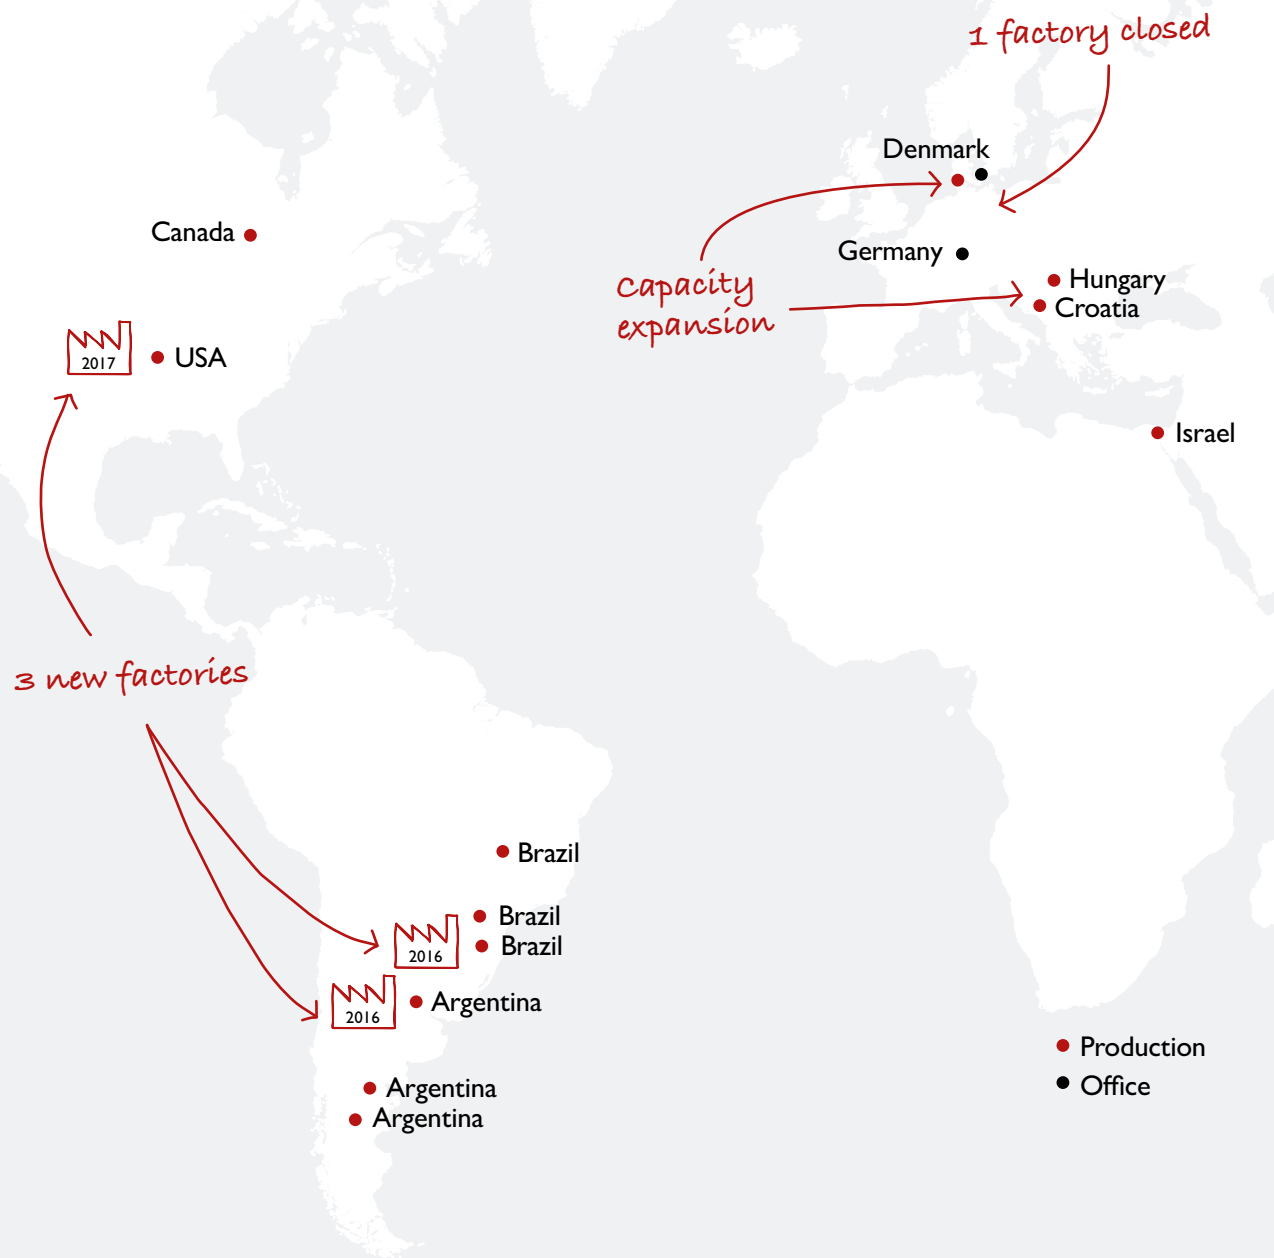 1 factory closed
Denmark
Canada
Germany
Capacity
expansion
Hungary
Croatia
2017
USA
Israel
3 new factories
Brazil
Brazil
2016
Brazil
2016
Argentina
Production
Office
Argentina
Argentina